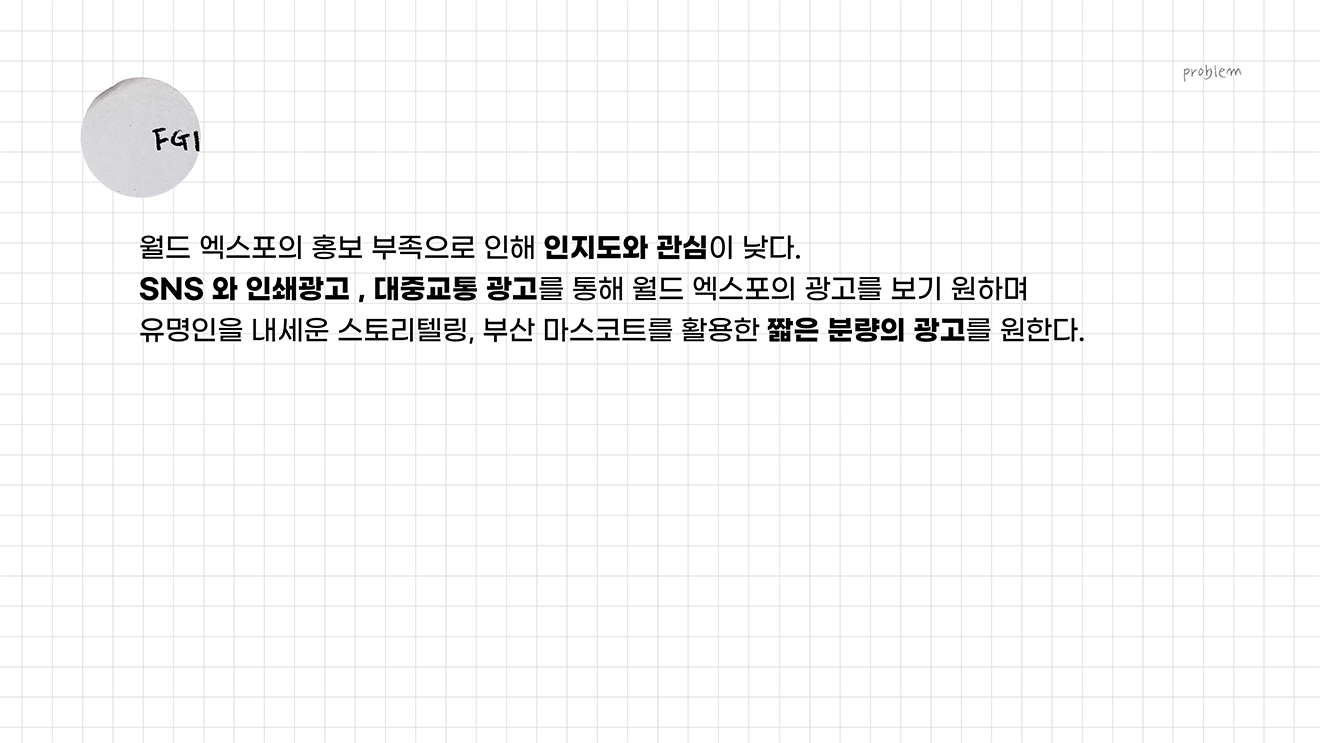 problem
FGI
월드 엑스포의 홍보 부족으로 인해 인지도와 관심이 낮다.
SNS 와 인쇄광고 , 대중교통 광고를 통해 월드 엑스포의 광고를 보기 원하며
유명인을 내세운 스토리텔링, 부산 마스코트를 활용한 짧은 분량의 광고를 원한다.